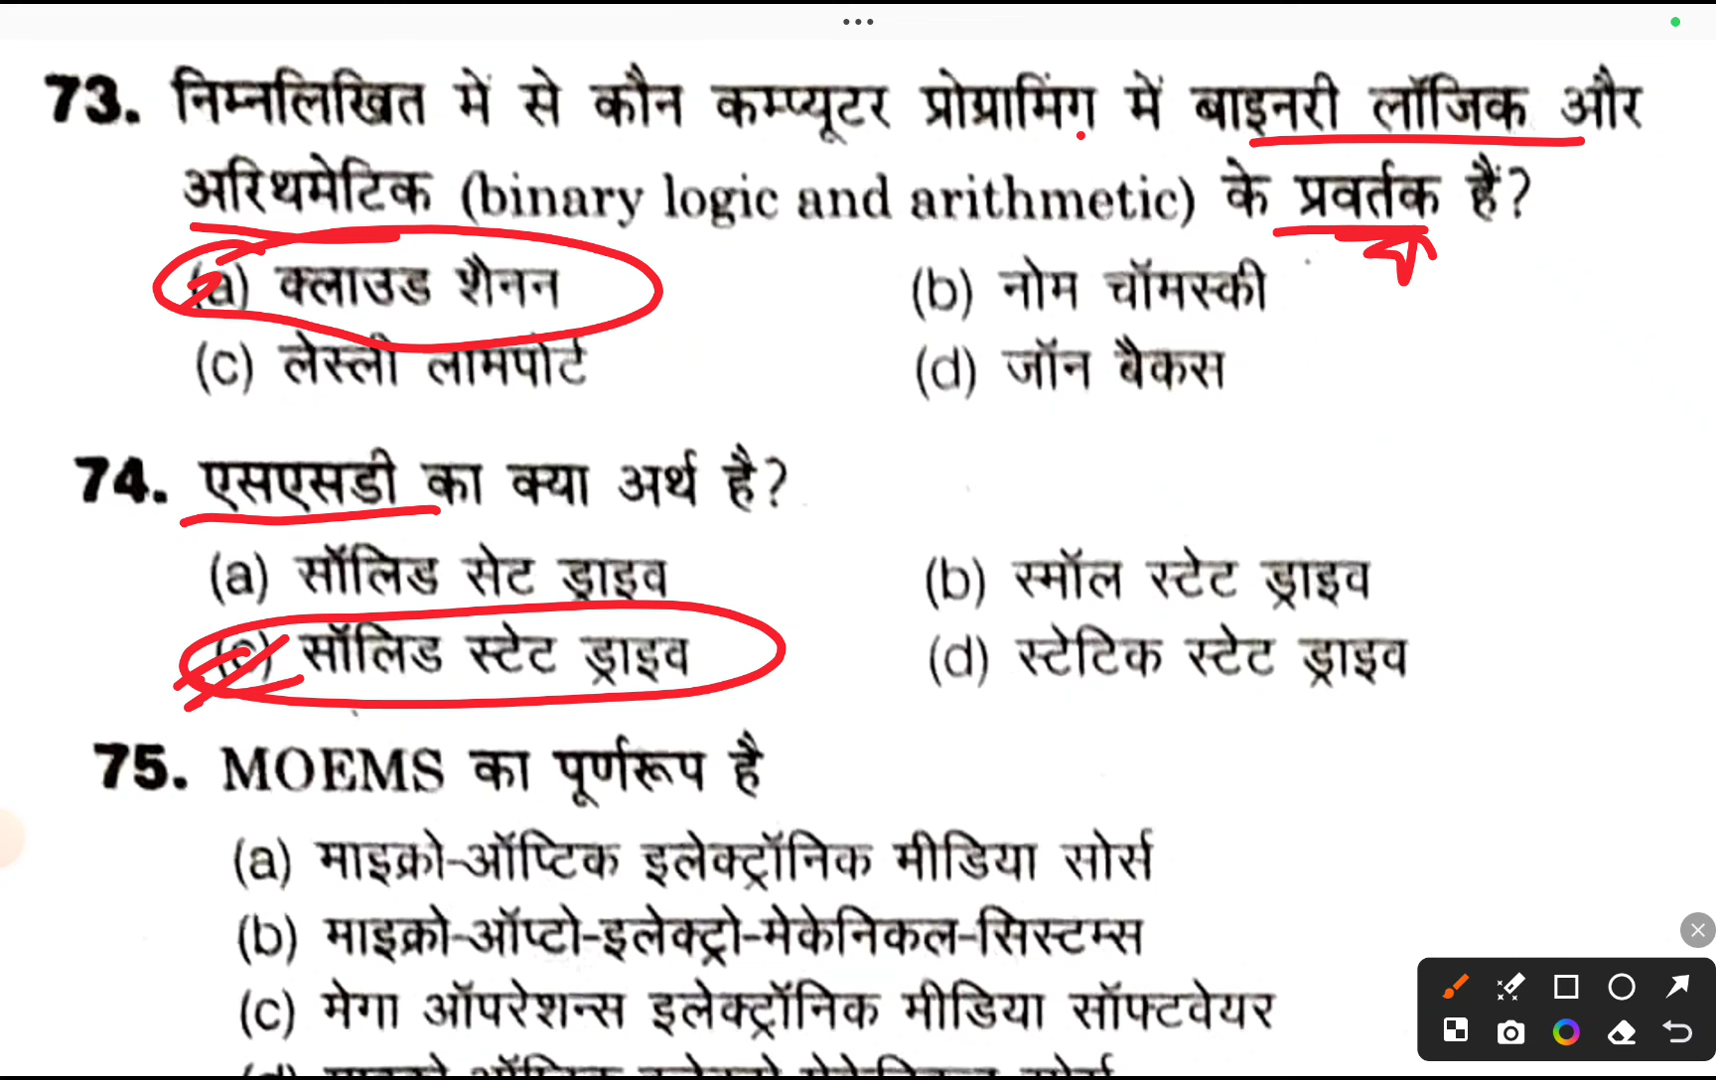 73. निम्नलिखित में से कौन कम्प्यूटर प्रोग्रामिंग में बाइनरी लॉजिक और
अरिथमेटिक (binary logic and arithmetic) के प्रवर्तक हैं?
(a) क्लाउड शैनन (b) नोम चॉमस्की
(c) लेस्ली लामपोर्ट (d) जॉन बैकस
74. एसएसडी का क्या अर्थ है?
(a) सॉलिड सेट ड्राइव (b) स्मॉल स्टेट ड्राइव
(c) सॉलिड स्टेट ड्राइव (d) स्टेटिक स्टेट ड्राइव
75. MOEMS का पूर्णरूप है
(a) माइक्रो-ऑप्टिक इलेक्ट्रॉनिक मीडिया सोर्स
(b) माइक्रो-ऑप्टो-इलेक्ट्रो-मेकेनिकल-सिस्टम्स
(c) मेगा ऑपरेशन्स इलेक्ट्रॉनिक मीडिया सॉफ्टवेयर